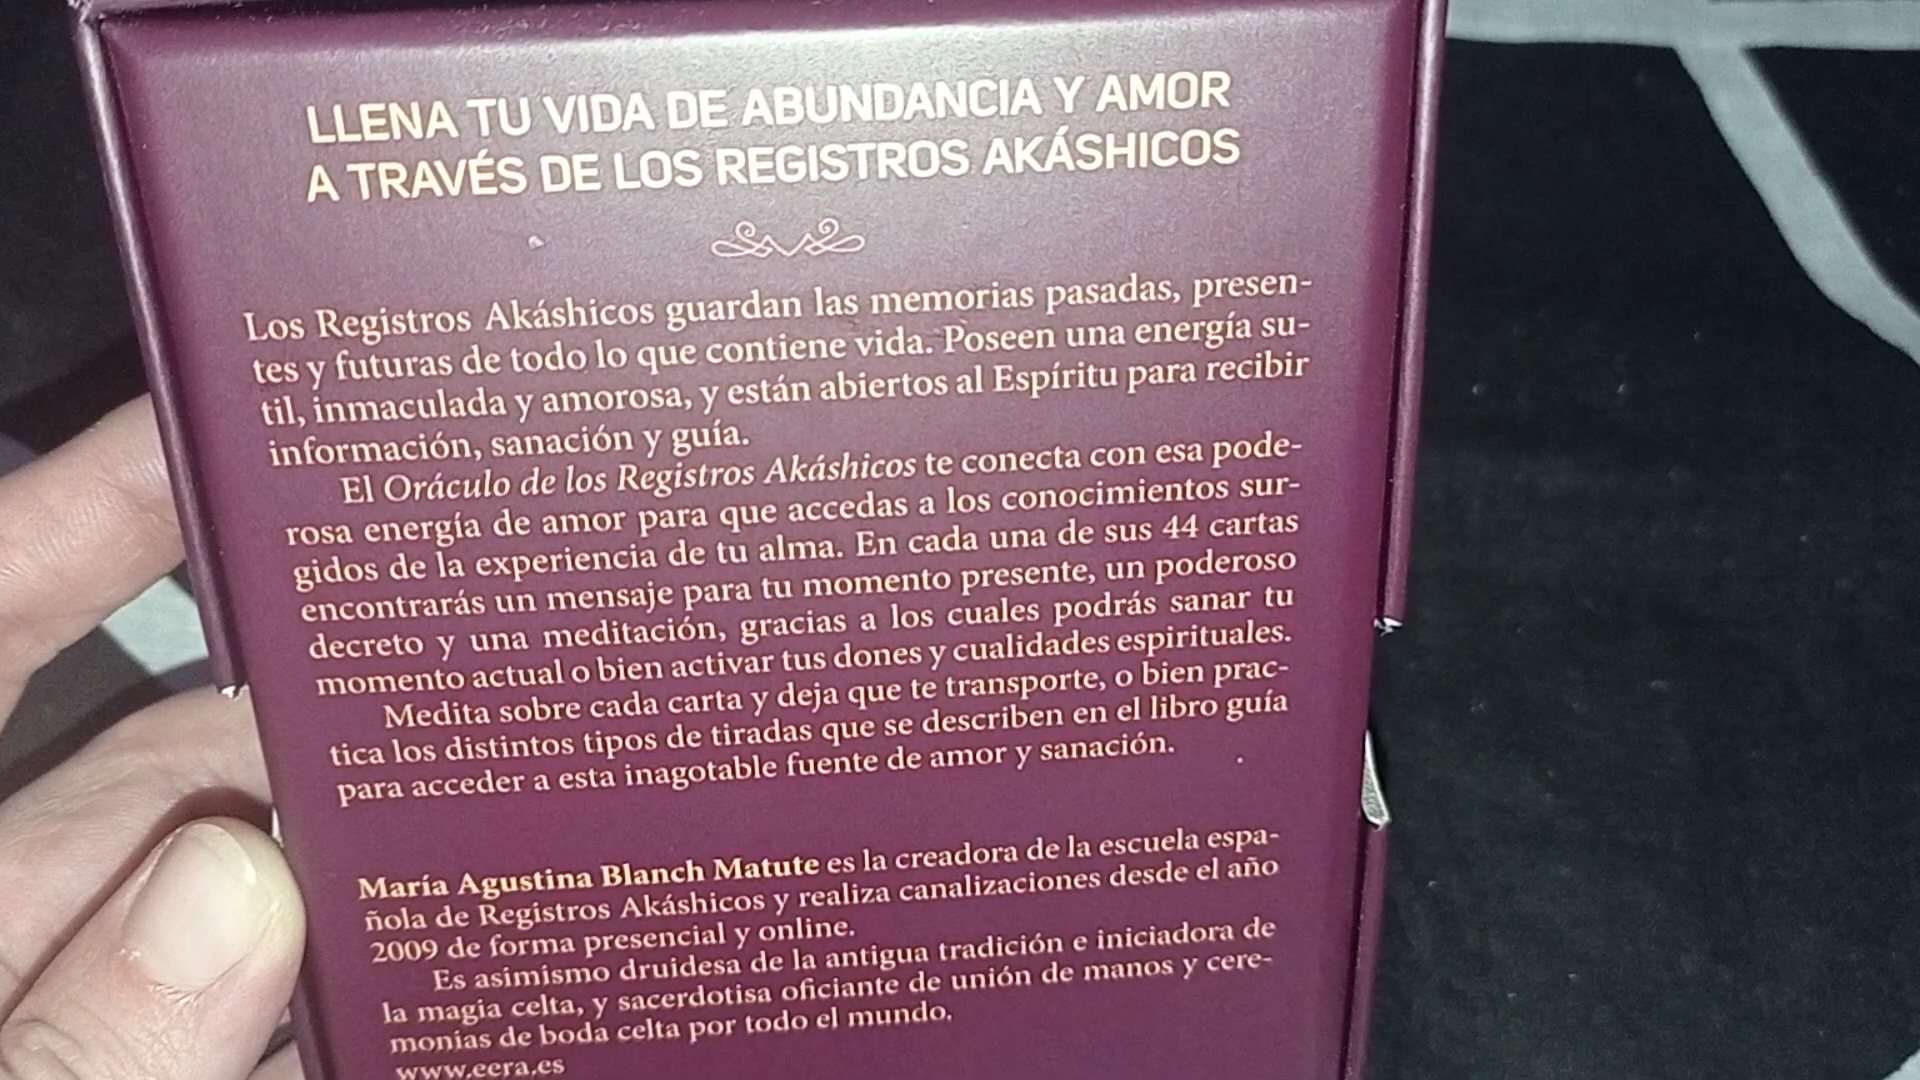 LLENA TU VIDA DE ABUNDANCIA Y AMOR
A TRAVÉS DE LOS REGISTROS AKÁSHICOS
Los Registros Akáshicos guardan las memorias pasadas, presen-
tes y futuras de todo lo que contiene vida. Poseen una energía su-
til, inmaculada y amorosa, y están abiertos al Espíritu para recibir
información, sanación y guía.
El Oráculo de los Registros Akáshicos te conecta con esa pode-
rosa energía de amor para que accedas a los conocimientos sur-
gidos de la experiencia de tu alma. En cada una de sus 44 cartas
encontrarás un mensaje para tu momento presente, un poderoso
decreto y una meditación, gracias a los cuales podrás sanar tu
momento actual o bien activar tus dones y cualidades espirituales.
Medita sobre cada carta y deja que te transporte, o bien prac-
tica los distintos tipos de tiradas que se describen en el libro guía
para acceder a esta inagotable fuente de amor y sanación.
María Agustina Blanch Matute es la creadora de la escuela espa-
ñola de Registros Akáshicos y realiza canalizaciones desde el año
2009 de forma presencial y online.
Es asimismo druidesa de la antigua tradición e iniciadora de
la magia celta, y sacerdotisa oficiante de unión de manos y cere-
monias de boda celta por todo el mundo.
www.eera.es